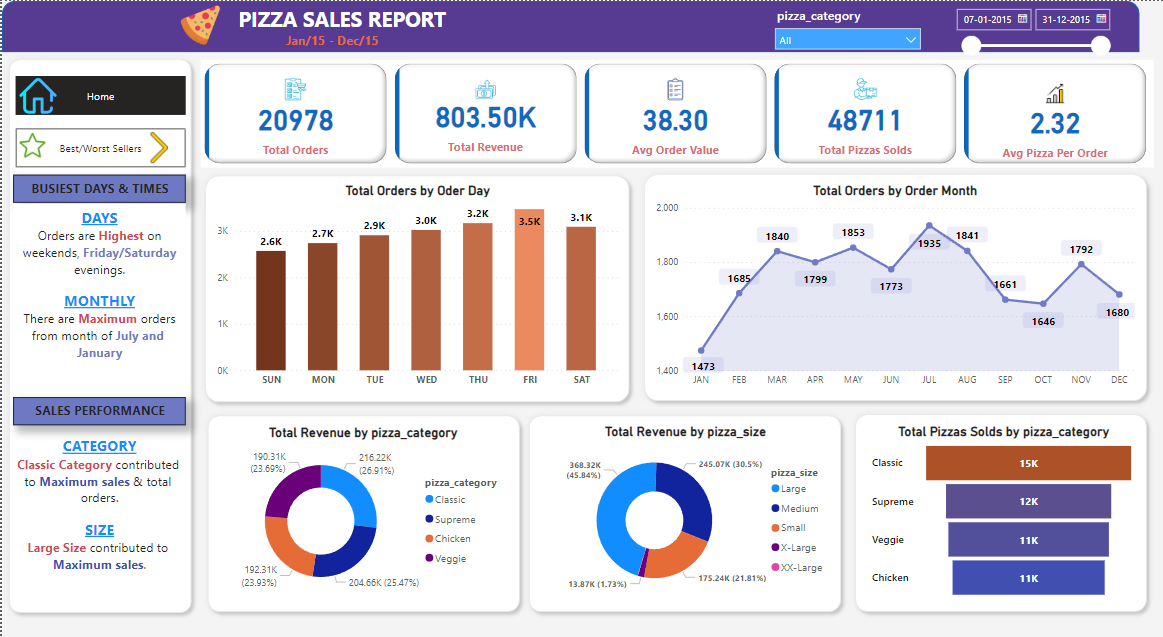 PIZZA SALES REPORT
Jan/15 - Dec/15
pizza_category
All
07-01-2015
31-12-2015
Home
Best/Worst Sellers
20978
Total Orders
803.50K
Total Revenue
38.30
Avg Order Value
48711
Total Pizzas Solds
2.32
Avg Pizza Per Order
BUSIEST DAYS & TIMES
DAYS
Orders are Highest on
weekends, Friday/Saturday
evenings.
MONTHLY
There are Maximum orders
from month of July and
January
SALES PERFORMANCE
CATEGORY
Classic Category contributed
to Maximum sales & total
orders.
SIZE
Large Size contributed to
Maximum sales.
Total Orders by Oder Day
3K
2K
1K
0K
2.6K
2.7K
2.9K
3.0K
3.2K
3.5K
3.1K
SUN MON TUE WED THU FRI SAT
Total Orders by Order Month
2,000
1,800
1,600
1,400
1473
1685
1840
1799
1853
1773
1935
1841
1661
1646
1792
1680
JAN FEB MAR APR MAY JUN JUL AUG SEP OCT NOV DEC
Total Revenue by pizza_category
190.31K
(23.69%)
216.22K
(26.91%)
192.31K
(23.93%)
204.66K (25.47%)
pizza_category
Classic
Supreme
Chicken
Veggie
Total Revenue by pizza_size
368.32K
(45.84%)
245.07K (30.5%)
13.87K (1.73%)
175.24K (21.81%)
pizza_size
Large
Medium
Small
X-Large
XX-Large
Total Pizzas Solds by pizza_category
Classic 15K
Supreme 12K
Veggie 11K
Chicken 11K